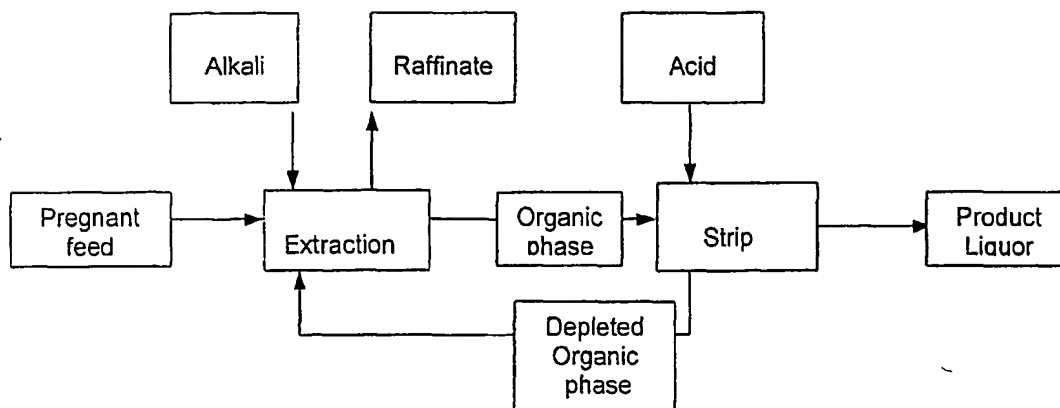 Alkali
Raffinate
Acid
Pregnant
feed
Extraction
Organic
phase
Strip
Product
Liquor
Depleted
Organic
phase